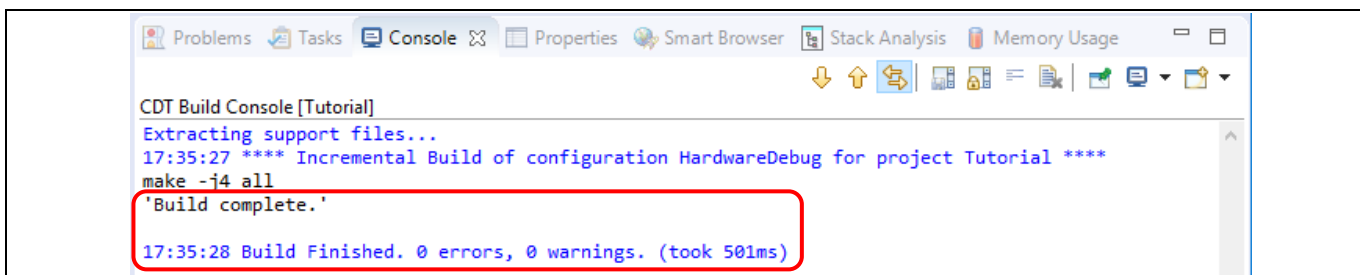 Problems Tasks Console Properties Smart Browser Stack Analysis Memory Usage
CDT Build Console [Tutorial]
Extracting support files...
17:35:27 **** Incremental Build of configuration HardwareDebug for project Tutorial ****
make -j4 all
'Build complete.'
17:35:28 Build Finished. 0 errors, 0 warnings. (took 501ms)